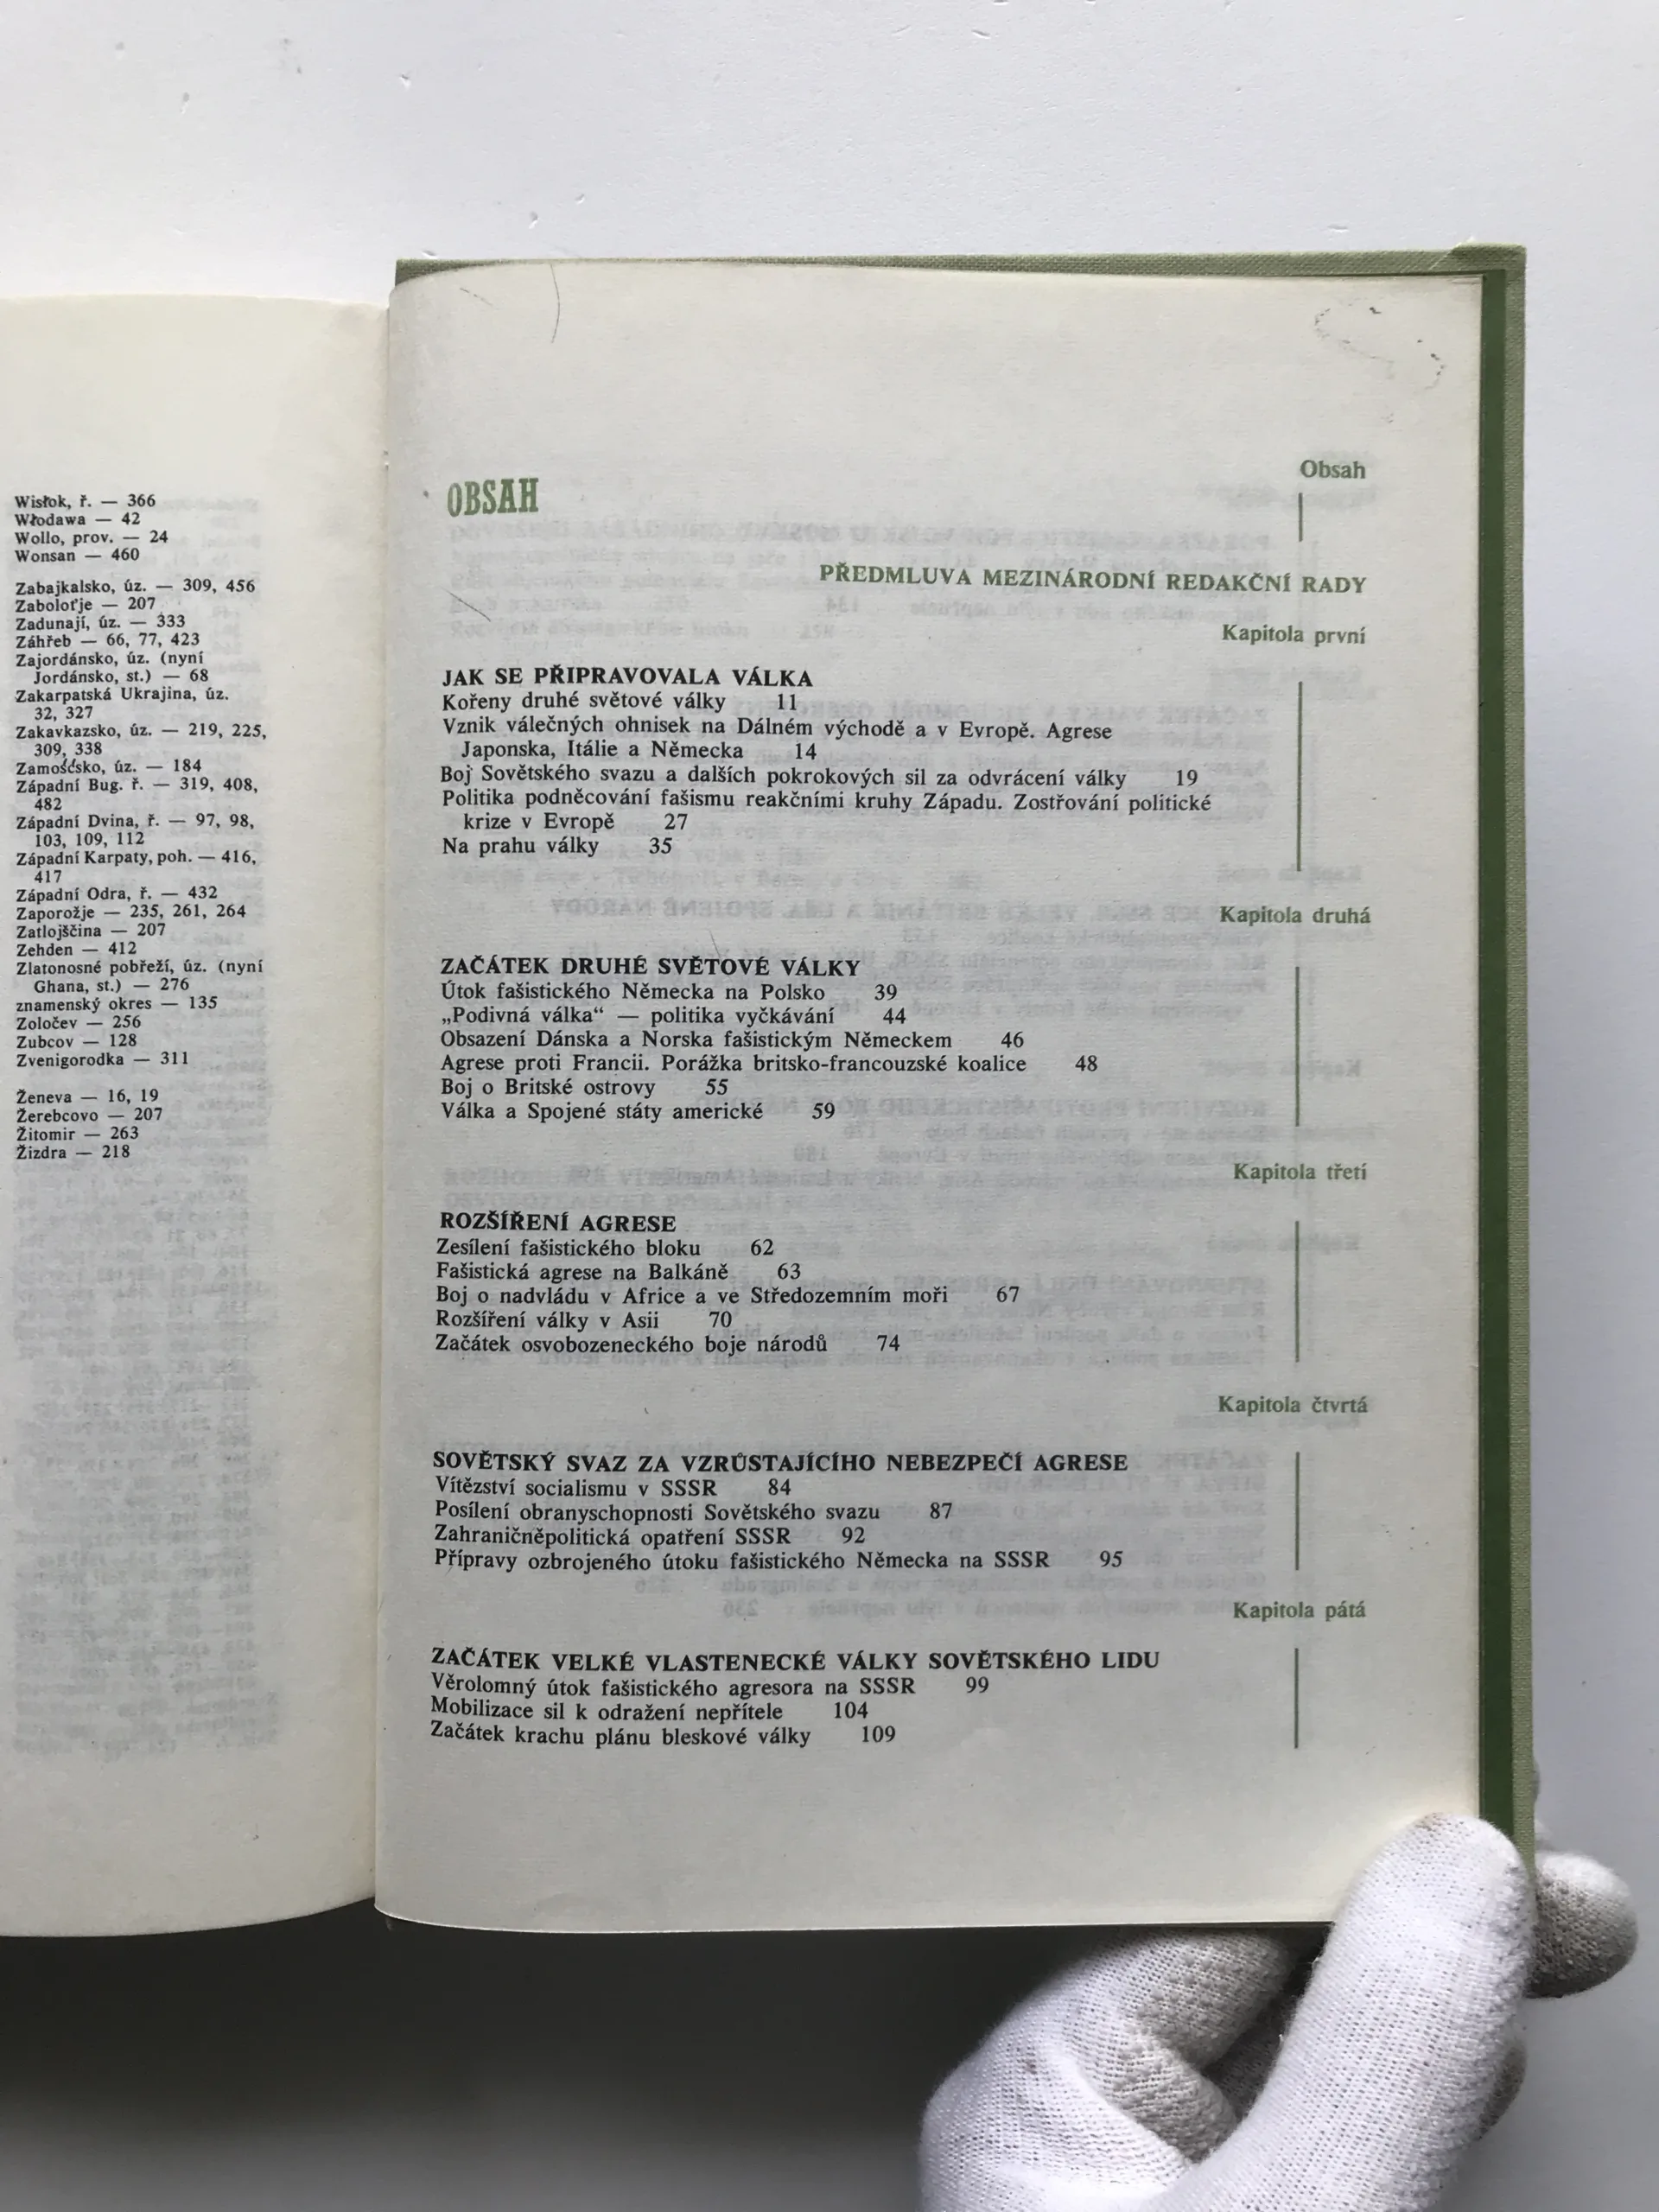 Wisłok, ř. — 366
Włodawa — 42
Wollo, prov. — 24
Wonsan — 460
Zabajkalsko, úz. — 309, 456
Zaboloťje — 207
Zadunají, úz. — 333
Záhřeb — 66, 77, 423
Zajordánsko, úz. (nyní
Jordánsko, st.) — 68
Zakarpatská Ukrajina, úz.
32, 327
Zakavkazsko, úz. — 219, 225,
309, 338
Zamośćsko, úz. — 184
Západní Bug. ř. — 319, 408,
482
Západní Dvina, ř. — 97, 98,
103, 109, 112
Západní Karpaty, poh. — 416,
417
Západní Odra, ř. — 432
Zaporožje — 235, 261, 264
Zatlojščina — 207
Zehden — 412
Zlatonosné pobřeží, úz. (nyní
Ghana, st.) — 276
znamenský okres — 135
Zoločev — 256
Zubcov — 128
Zvenigorodka — 311
Ženeva — 16, 19
Žerebcovo — 207
Žitomir — 263
Žizdra — 218
Obsah
OBSAH
PŘEDMLUVA MEZINÁRODNÍ REDAKČNÍ RADY
Kapitola první
JAK SE PŘIPRAVOVALA VÁLKA
Kořeny druhé světové války 11
Vznik válečných ohnisek na Dálném východě a v Evropě. Agrese
Japonska, Itálie a Německa 14
Boj Sovětského svazu a dalších pokrokových sil za odvrácení války 19
Politika podněcování fašismu reakčními kruhy Západu. Zostřování politické
krize v Evropě 27
Na prahu války 35
Kapitola druhá
ZAČÁTEK DRUHÉ SVĚTOVÉ VÁLKY
Útok fašistického Německa na Polsko 39
„Podivná válka“ — politika vyčkávání 44
Obsazení Dánska a Norska fašistickým Německem 46
Agrese proti Francii. Porážka britsko-francouzské koalice 48
Boj o Britské ostrovy 55
Válka a Spojené státy americké 59
Kapitola třetí
ROZŠÍŘENÍ AGRESE
Zesílení fašistického bloku 62
Fašistická agrese na Balkáně 63
Boj o nadvládu v Africe a ve Středozemním moři 67
Rozšíření války v Asii 70
Začátek osvobozeneckého boje národů 74
Kapitola čtvrtá
SOVĚTSKÝ SVAZ ZA VZRŮSTAJÍCÍHO NEBEZPEČÍ AGRESE
Vítězství socialismu v SSSR 84
Posílení obranyschopnosti Sovětského svazu 87
Zahraničněpolitická opatření SSSR 92
Přípravy ozbrojeného útoku fašistického Německa na SSSR 95
Kapitola pátá
ZAČÁTEK VELKÉ VLASTENECKÉ VÁLKY SOVĚTSKÉHO LIDU
Věrolomný útok fašistického agresora na SSSR 99
Mobilizace sil k odražení nepřítele 104
Začátek krachu plánu bleskové války 109